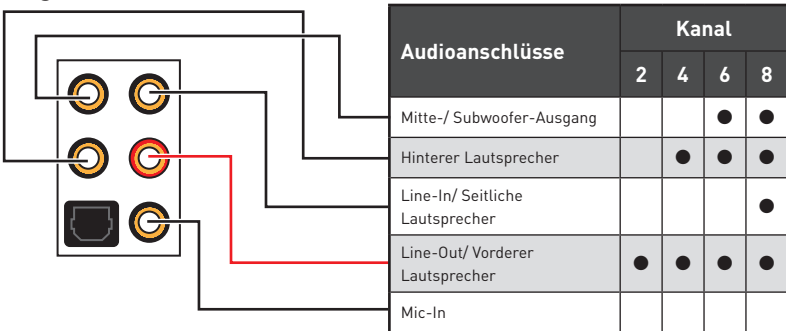 Audioanschlüsse
Kanal
2 4 6 8
Mitte-/ Subwoofer-Ausgang
Hinterer Lautsprecher
Line-In/ Seitliche
Lautsprecher
Line-Out/ Vorderer
Lautsprecher
Mic-In